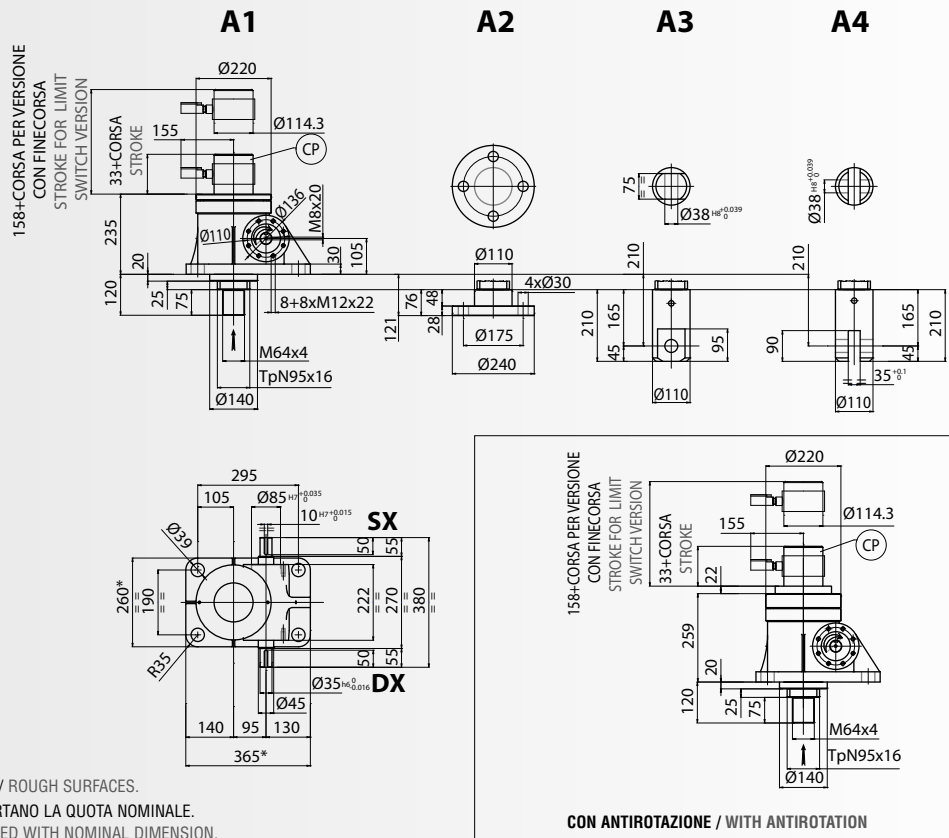 A1
A2
A3
A4
158+CORSA PER VERSIONE
CON FINECORSA
STROKE FOR LIMIT
SWITCH VERSION
33+CORSA
STROKE
Ø220
Ø114.3
155
CP
Ø136
M8x20
Ø110
235
30
105
20
120
25
75
8+8xM12x22
M64x4
TpN95x16
Ø140
Ø110
4xØ30
121
76
48
28
Ø175
Ø240
75
=
=
Ø38 H8 +0.039 0
210
210
165
45
95
Ø110
Ø38 H8 +0.039 0
210
90
165
45
210
35 +0.1 0
=
=
Ø110
295
105
Ø85 H7 +0.035 0
10 H7 +0.015 0
SX
Ø39
50
55
260*
190
222
270
380
R35
50
55
Ø35 h6 0 -0.016
DX
Ø45
140
95
130
365*
158+CORSA PER VERSIONE
CON FINECORSA
STROKE FOR LIMIT
SWITCH VERSION
33+CORSA
STROKE
Ø220
Ø114.3
155
CP
22
259
20
120
25
75
M64x4
TpN95x16
Ø140
CON ANTIROTAZIONE / WITH ANTIROTATION
/ ROUGH SURFACES.
RTANO LA QUOTA NOMINALE.
ED WITH NOMINAL DIMENSION.